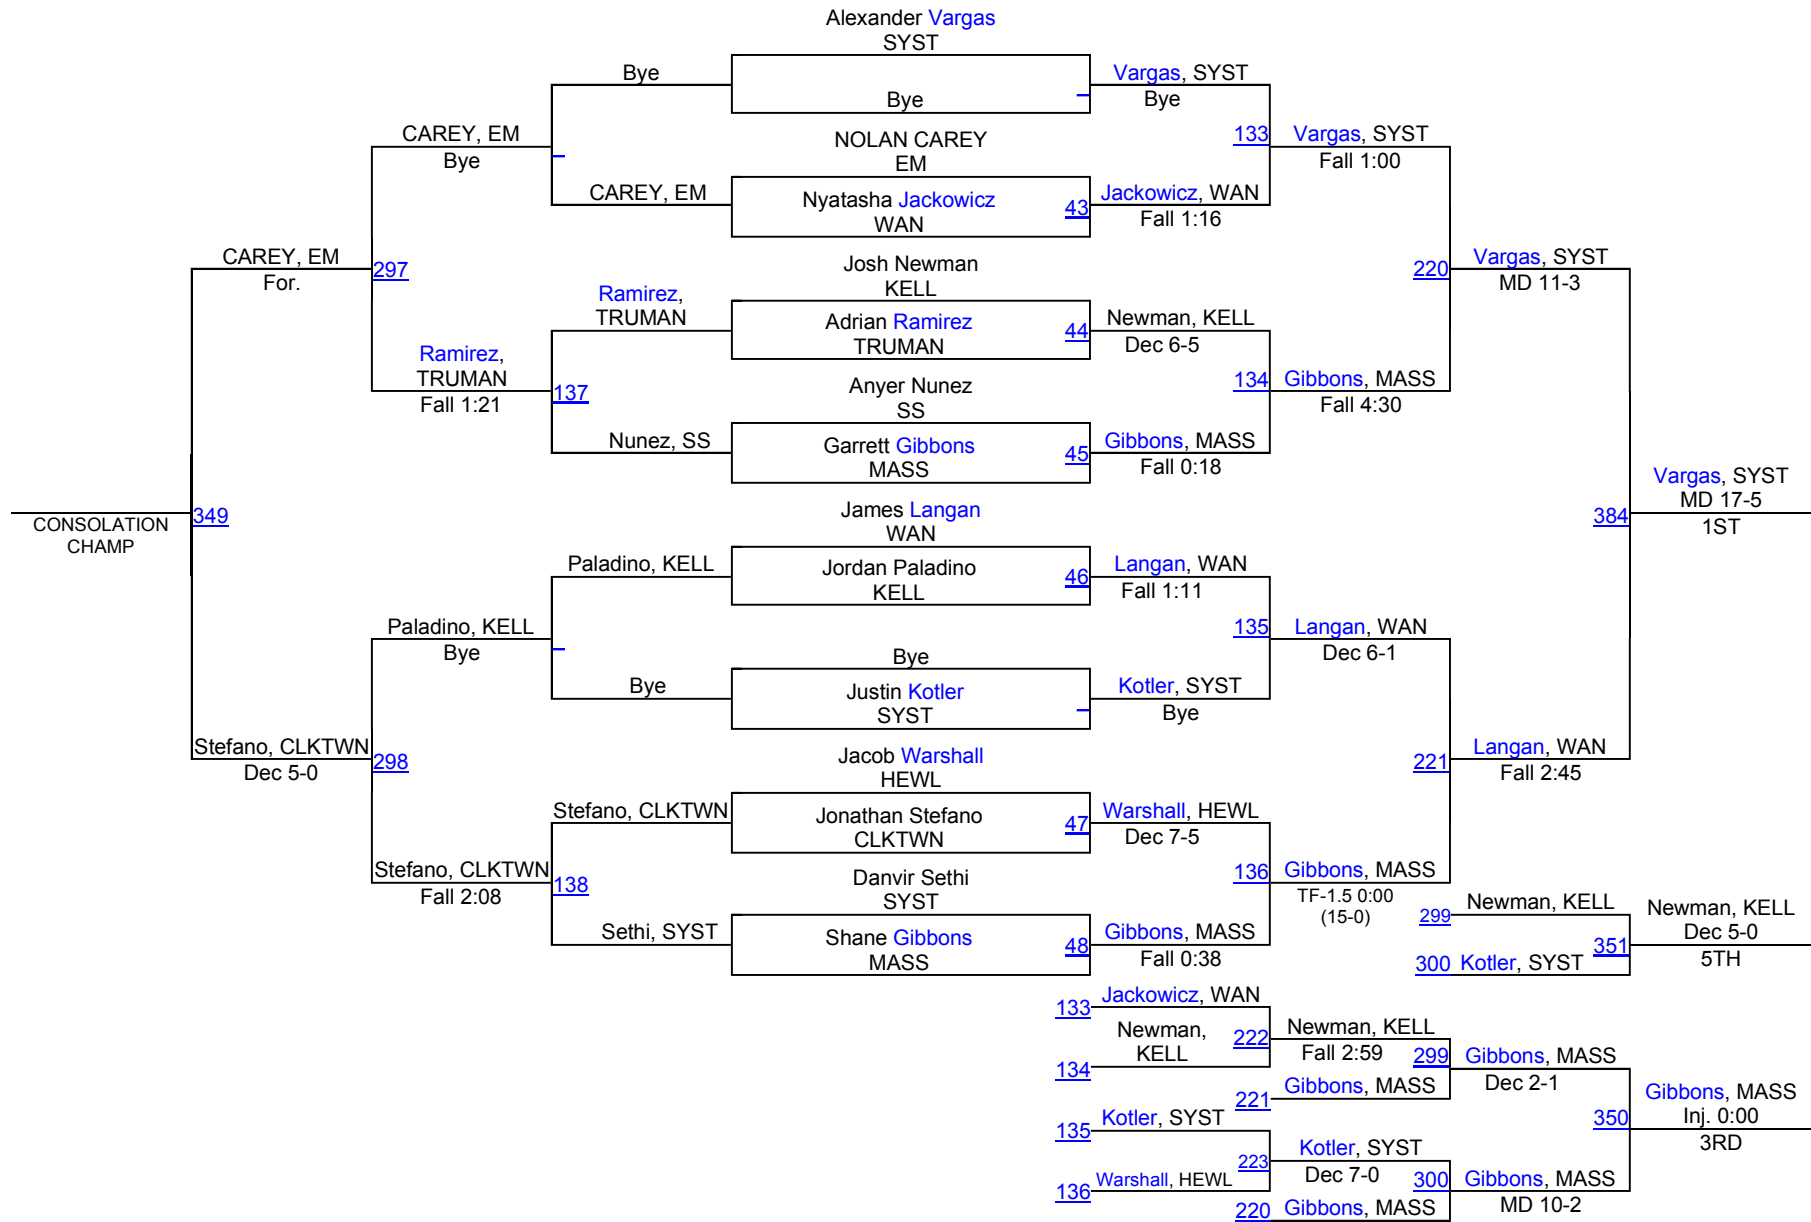 Alexander Vargas
SYST
Bye
Bye
Vargas, SYST
Bye
CAREY, EM
Bye
NOLAN CAREY
EM
133
Vargas, SYST
Fall 1:00
CAREY, EM
Nyatasha Jackowicz
WAN
43
Jackowicz, WAN
Fall 1:16
CAREY, EM
For.
297
Josh Newman
KELL
220
Vargas, SYST
MD 11-3
Ramirez,
TRUMAN
Adrian Ramirez
TRUMAN
44
Newman, KELL
Dec 6-5
Ramirez,
TRUMAN
Fall 1:21
137
Anyer Nunez
SS
134
Gibbons, MASS
Fall 4:30
Nunez, SS
Garrett Gibbons
MASS
45
Gibbons, MASS
Fall 0:18
CONSOLATION
CHAMP
349
James Langan
WAN
384
Vargas, SYST
MD 17-5
1ST
Paladino, KELL
Jordan Paladino
KELL
46
Langan, WAN
Fall 1:11
Paladino, KELL
Bye
135
Langan, WAN
Dec 6-1
Bye
Bye
Justin Kotler
SYST
Kotler, SYST
Bye
Stefano, CLKTWN
Dec 5-0
298
Jacob Warshall
HEWL
221
Langan, WAN
Fall 2:45
Stefano, CLKTWN
Jonathan Stefano
CLKTWN
47
Warshall, HEWL
Dec 7-5
Stefano, CLKTWN
Fall 2:08
138
Danvir Sethi
SYST
136
Gibbons, MASS
TF-1.5 0:00
(15-0)
Sethi, SYST
Shane Gibbons
MASS
48
Gibbons, MASS
Fall 0:38
299
Newman, KELL
300
Kotler, SYST
351
Newman, KELL
Dec 5-0
5TH
133
Jackowicz, WAN
134
Newman,
KELL
222
Newman, KELL
Fall 2:59
221
Gibbons, MASS
299
Gibbons, MASS
Dec 2-1
135
Kotler, SYST
136
Warshall, HEWL
223
Kotler, SYST
Dec 7-0
220
Gibbons, MASS
300
Gibbons, MASS
MD 10-2
350
Gibbons, MASS
Inj. 0:00
3RD